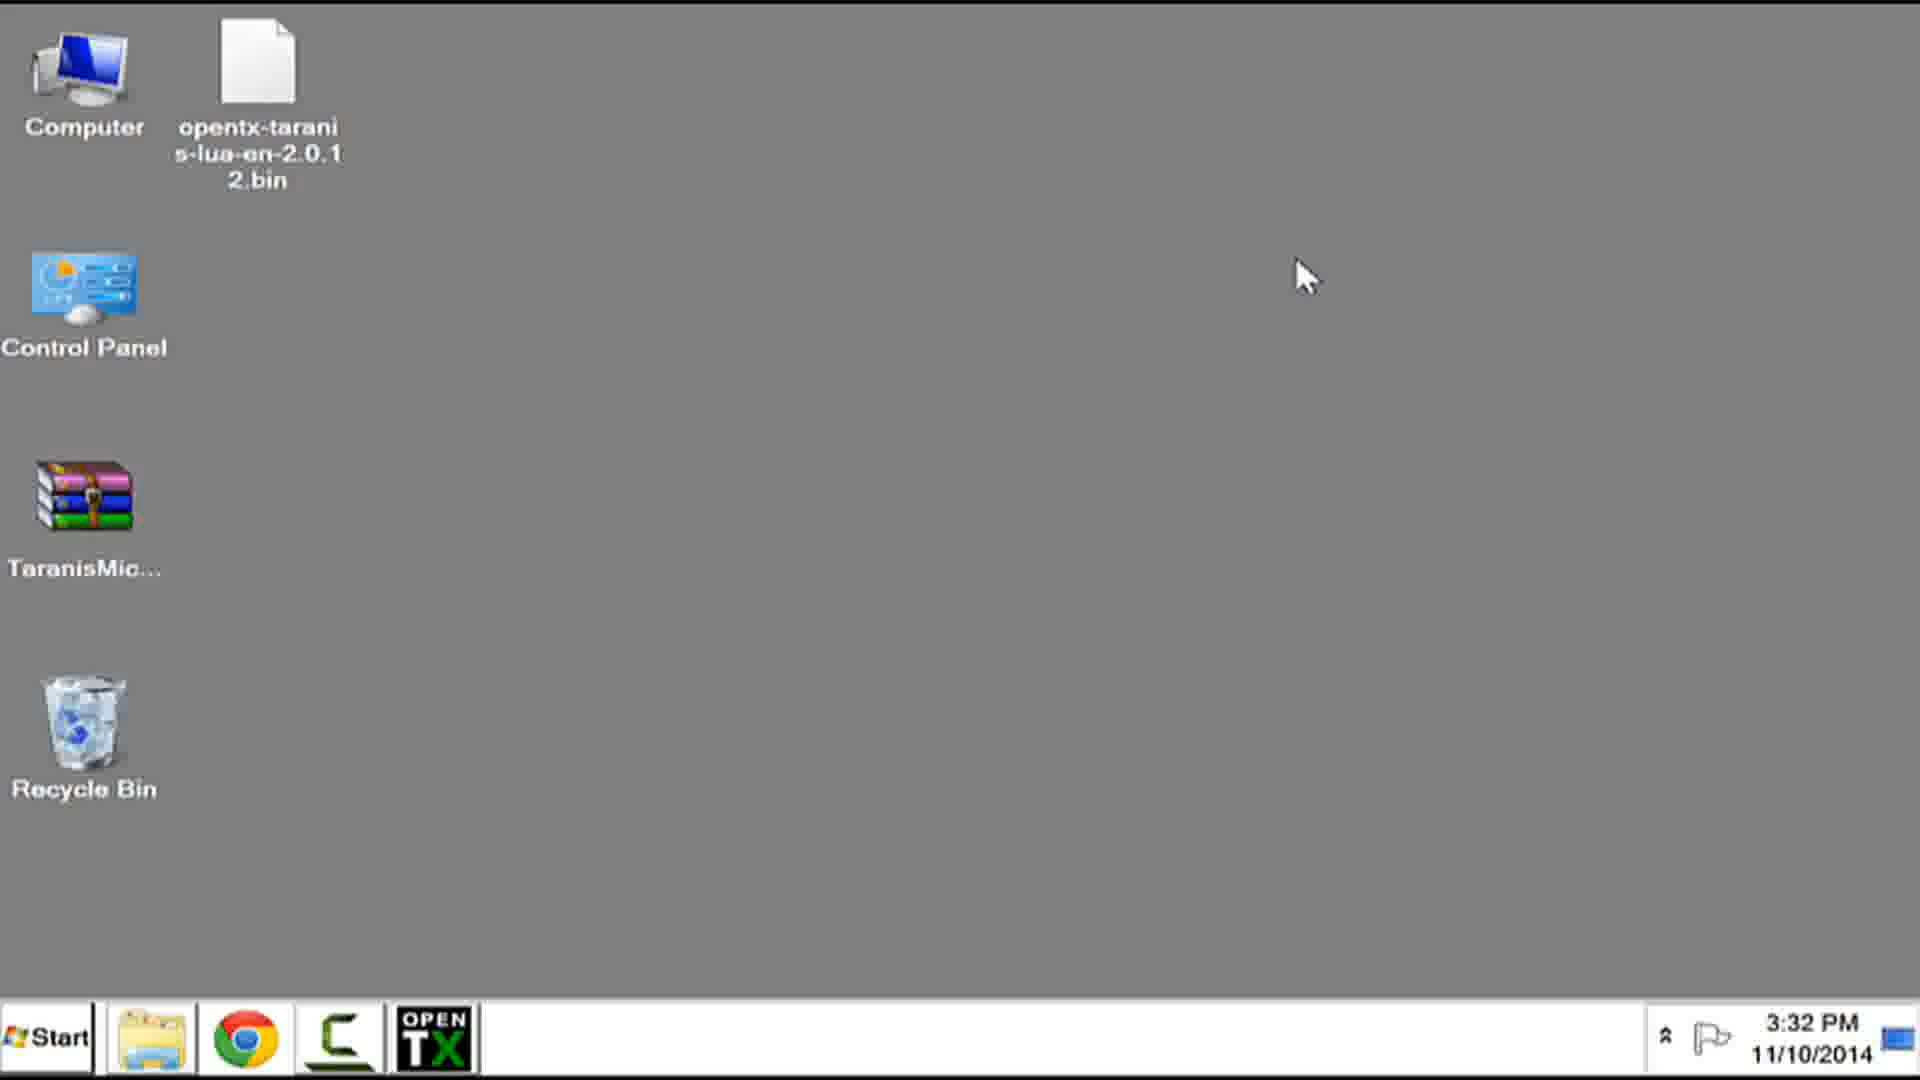 Computer
opentx-tarani
s-lua-en-2.0.1
2.bin
Control Panel
TaranisMic...
Recycle Bin
Start
OPEN
TX
3:32 PM
11/10/2014